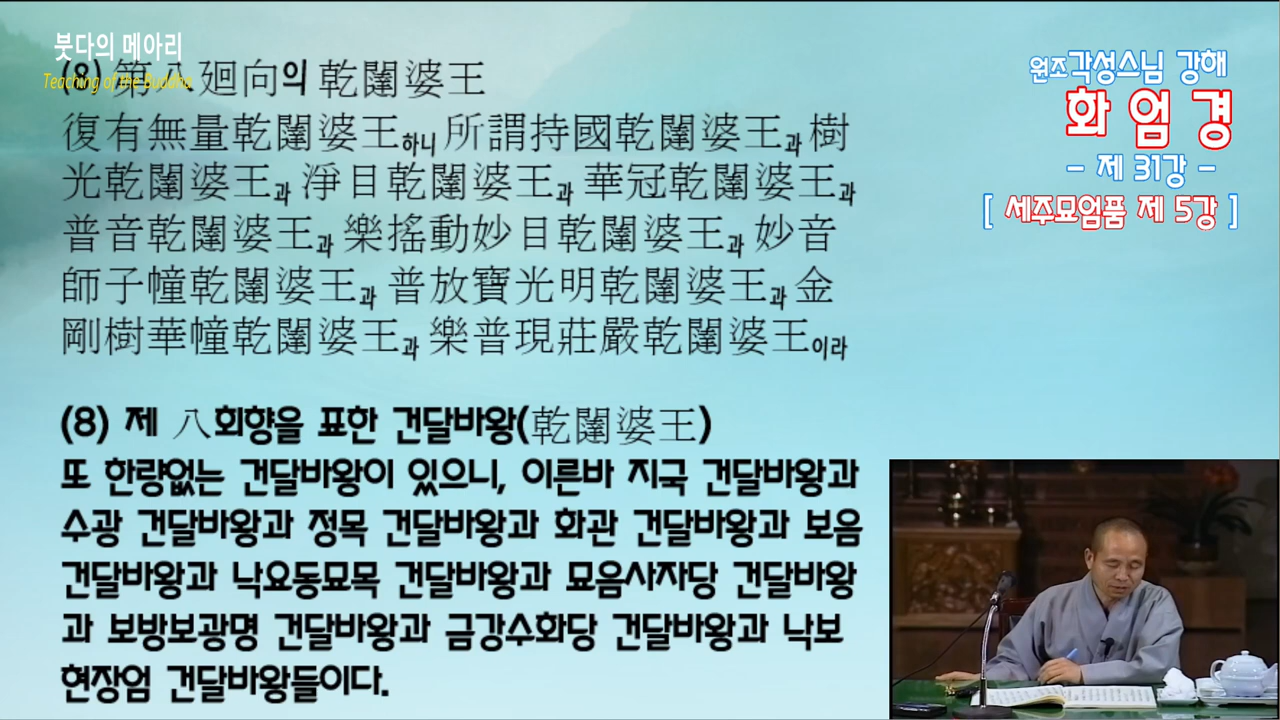 붓다의 메아리
Teaching of the Buddha
(8) 第八廻向의 乾闥婆王
復有無量乾闥婆王하니 所謂持國乾闥婆王과 樹
光乾闥婆王과 淨目乾闥婆王과 華冠乾闥婆王과
普音乾闥婆王과 樂搖動妙目乾闥婆王과 妙音
師子幢乾闥婆王과 普放寶光明乾闥婆王과 金
剛樹華幢乾闥婆王과 樂普現莊嚴乾闥婆王이라
(8) 제 八회향을 표한 건달바왕(乾闥婆王)
또 한량없는 건달바왕이 있으니, 이른바 지국 건달바왕과
수광 건달바왕과 정목 건달바왕과 화관 건달바왕과 보음
건달바왕과 낙요동묘목 건달바왕과 묘음사자당 건달바왕
과 보방보광명 건달바왕과 금강수화당 건달바왕과 낙보
현장엄 건달바왕들이다.
원조각성스님 강해
화 엄 경
- 제 31강 -
[ 세주묘엄품 제 5강 ]